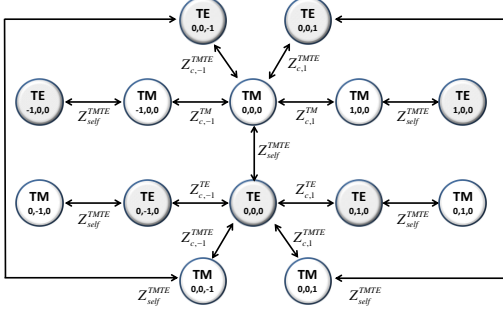 TE TE
0,0,-1 0,0,1
Z_{c,-1}^{TMTE} Z_{c,1}^{TMTE}
TE TM TM TM TE
-1,0,0 -1,0,0 0,0,0 1,0,0 1,0,0
Z_{self}^{TMTE} Z_{c,-1}^{TM} Z_{c,1}^{TM} Z_{self}^{TMTE}
Z_{self}^{TMTE}
TM TE TE TE TM
0,-1,0 0,-1,0 0,0,0 0,1,0 0,1,0
Z_{self}^{TMTE} Z_{c,-1}^{TE} Z_{c,1}^{TE} Z_{self}^{TMTE}
Z_{c,-1}^{TMTE} Z_{c,1}^{TMTE}
TM TM
0,0,-1 0,0,1
Z_{self}^{TMTE} Z_{self}^{TMTE}